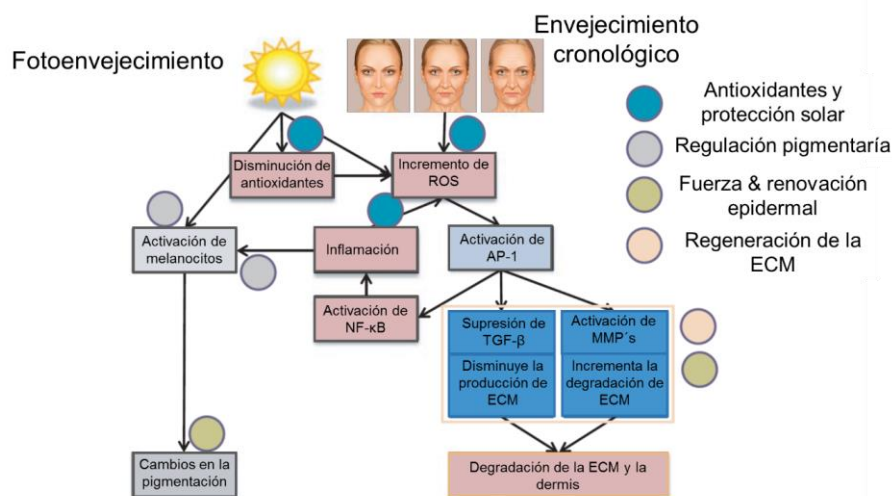 Fotoenvejecimiento
Envejecimiento
cronológico
Antioxidantes y
protección solar
Regulación pigmentaría
Fuerza & renovación
epidermal
Regeneración de la
ECM
Disminución de
antioxidantes
Incremento de
ROS
Activación de
melanocitos
Inflamación
Activación de
AP-1
Activación de
NF-κB
Supresión de
TGF-β
Activación de
MMP´s
Disminuye la
producción de
ECM
Incrementa la
degradación de
ECM
Cambios en la
pigmentación
Degradación de la ECM y la
dermis